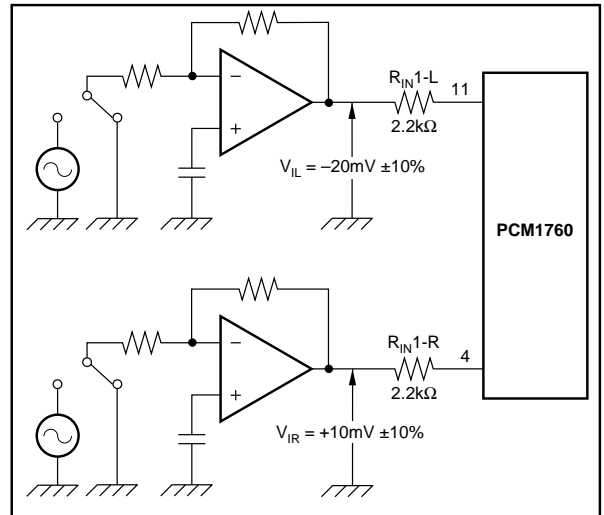 −
+
R_IN1-L
11
2.2kΩ
V_IL = −20mV ±10%
PCM1760
−
+
R_IN1-R
4
2.2kΩ
V_IR = +10mV ±10%